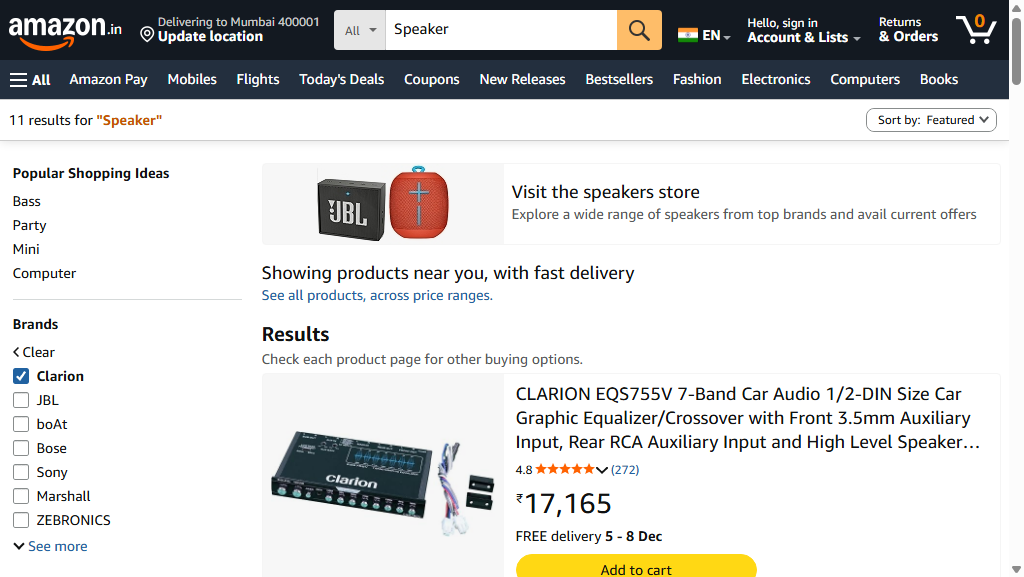 amazon.in
Delivering to Mumbai 400001
Update location
All
Speaker
EN
Hello, sign in
Account & Lists
Returns
& Orders
0
All
Amazon Pay
Mobiles
Flights
Today's Deals
Coupons
New Releases
Bestsellers
Fashion
Electronics
Computers
Books
11 results for "Speaker"
Sort by: Featured
Popular Shopping Ideas
Bass
Party
Mini
Computer
Brands
Clear
Clarion
JBL
boAt
Bose
Sony
Marshall
ZEBRONICS
See more
JBL
Visit the speakers store
Explore a wide range of speakers from top brands and avail current offers
Showing products near you, with fast delivery
See all products, across price ranges.
Results
Check each product page for other buying options.
clarion
CLARION EQS755V 7-Band Car Audio 1/2-DIN Size Car
Graphic Equalizer/Crossover with Front 3.5mm Auxiliary
Input, Rear RCA Auxiliary Input and High Level Speaker…
4.8 (272)
₹17,165
FREE delivery 5 - 8 Dec
Add to cart